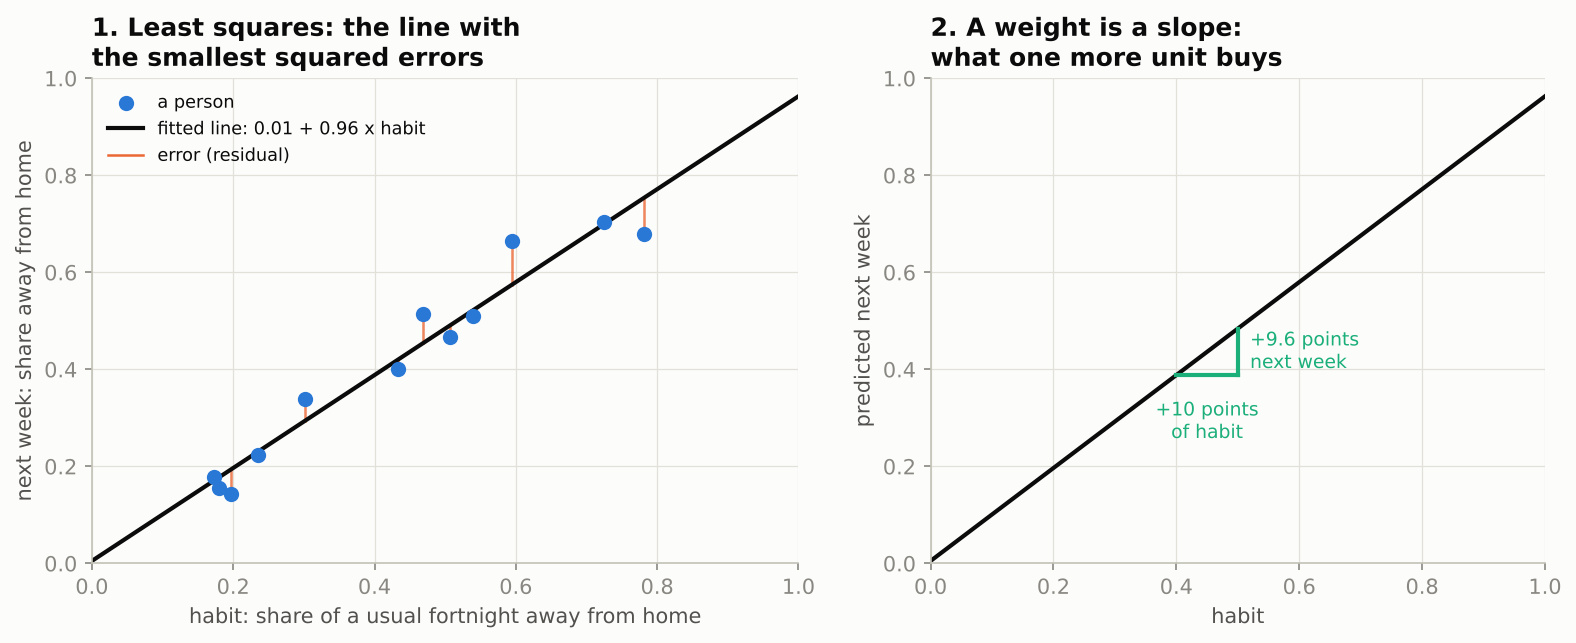 1. Least squares: the line with
the smallest squared errors
a person
fitted line: 0.01 + 0.96 x habit
error (residual)
next week: share away from home
1.0
0.8
0.6
0.4
0.2
0.0
0.0 0.2 0.4 0.6 0.8 1.0
habit: share of a usual fortnight away from home
2. A weight is a slope:
what one more unit buys
predicted next week
1.0
0.8
0.6
0.4
0.2
0.0
+9.6 points
next week
+10 points
of habit
0.0 0.2 0.4 0.6 0.8 1.0
habit